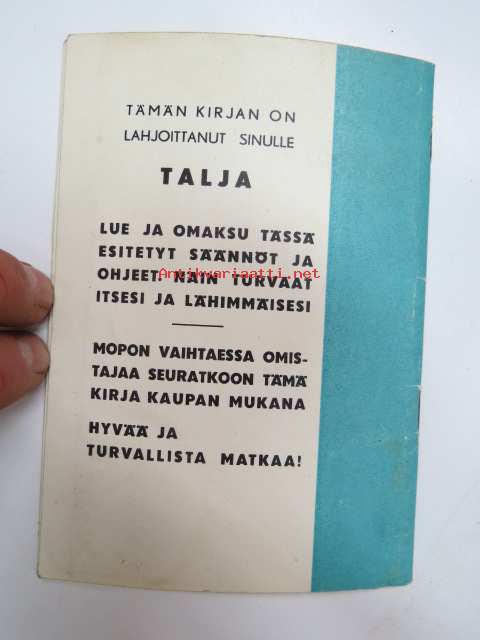 TÄMÄN KIRJAN ON
LAHJOITTANUT SINULLE
TALJA
LUE JA OMAKSU TÄSSÄ
ESITETYT SÄÄNNÖT JA
OHJEET. NÄIN TURVAAT
ITSESI JA LÄHIMMÄISESI
MOPON VAIHTAESSA OMIS-
TAJAA SEURATKOON TÄMÄ
KIRJA KAUPAN MUKANA
HYVÄÄ JA
TURVALLISTA MATKAA!
Antikvariaatti.net